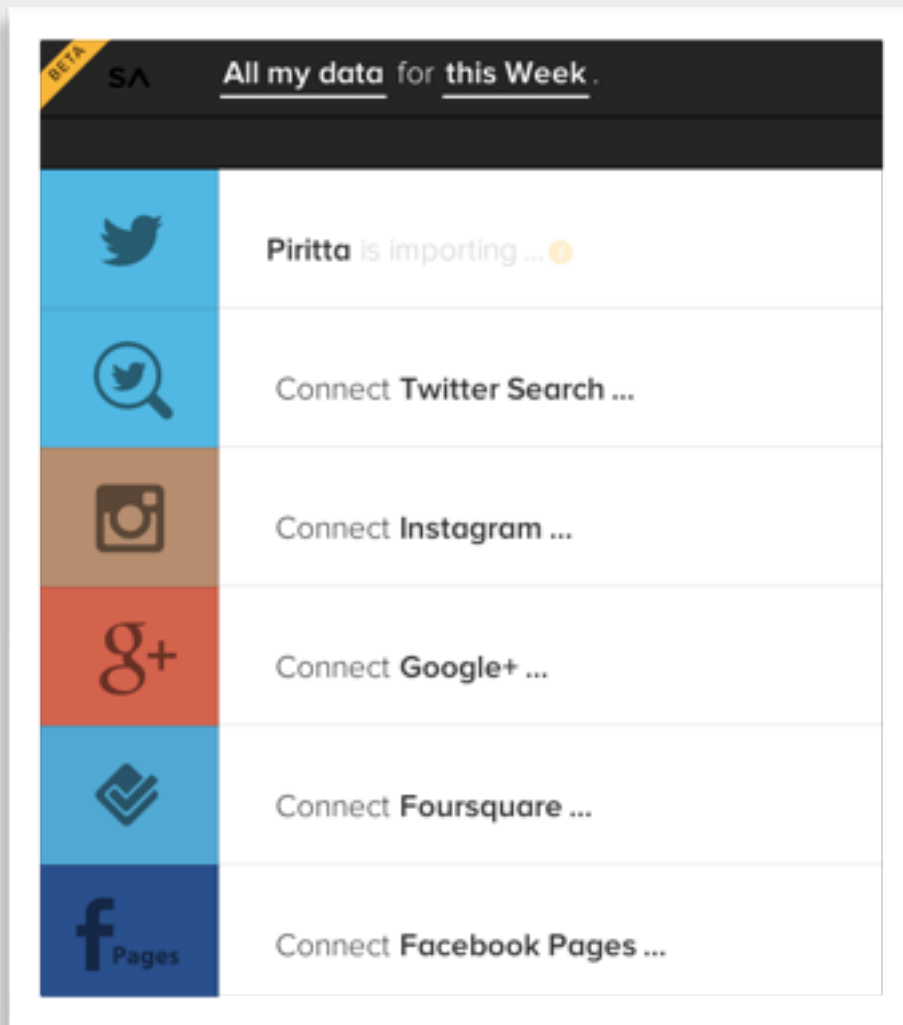 BETA
SΛ All my data for this Week .
Piritta is importing ... i
Connect Twitter Search ...
Connect Instagram ...
g+ Connect Google+ ...
Connect Foursquare ...
f Pages Connect Facebook Pages ...